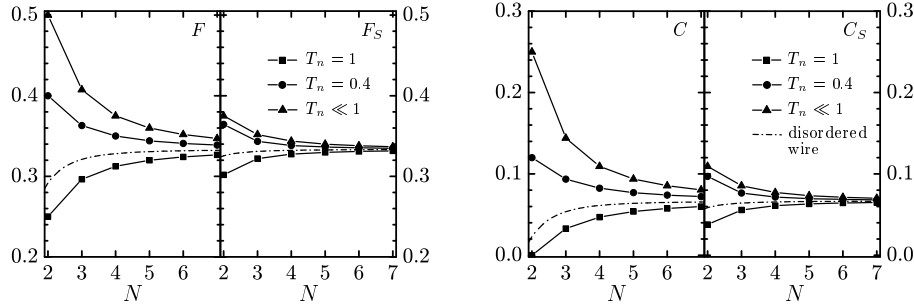 0.5
0.4
0.3
0.2
F
2 3 4 5 6
N
F_S
T_n = 1
T_n = 0.4
T_n ≪ 1
2 3 4 5 6 7
N
0.5
0.4
0.3
0.2
0.3
0.2
0.1
0.0
C
2 3 4 5 6
N
C_S
T_n = 1
T_n = 0.4
T_n ≪ 1
disordered
wire
2 3 4 5 6 7
N
0.3
0.2
0.1
0.0